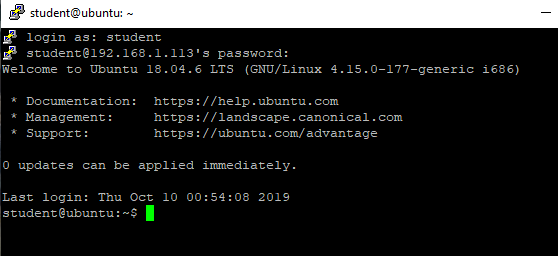 student@ubuntu: ~
login as: student
student@192.168.1.113's password:
Welcome to Ubuntu 18.04.6 LTS (GNU/Linux 4.15.0-177-generic i686)
* Documentation:  https://help.ubuntu.com
* Management:     https://landscape.canonical.com
* Support:        https://ubuntu.com/advantage
0 updates can be applied immediately.
Last login: Thu Oct 10 00:54:08 2019
student@ubuntu:~$